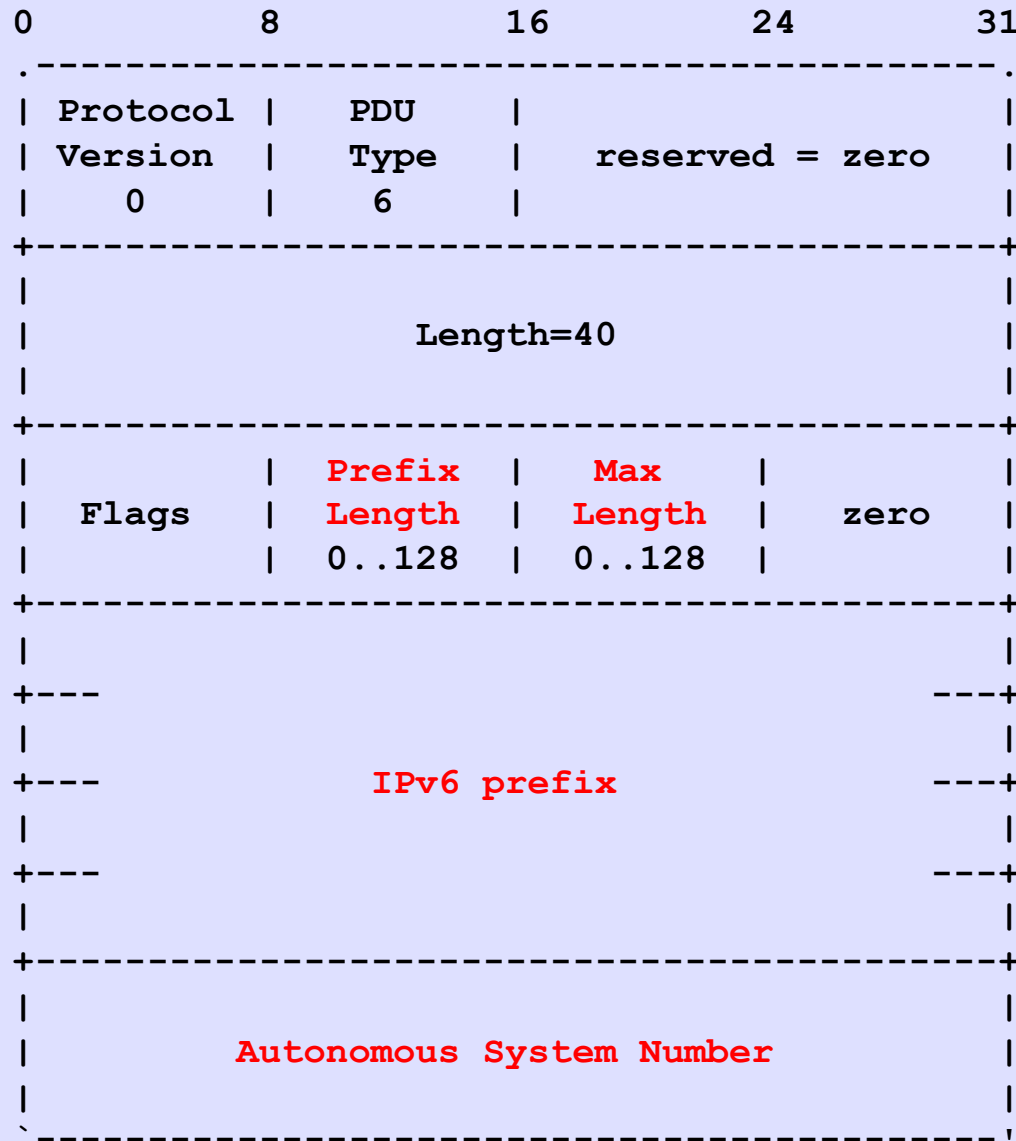 0          8          16         24        31
.-----------------------------------------.
| Protocol |   PDU    |                     |
| Version  |   Type   |   reserved = zero   |
|    0     |    6     |                     |
+-----------------------------------------+
|                                           |
|                 Length=40                 |
|                                           |
+-----------------------------------------+
|          |  Prefix  |   Max    |          |
|  Flags   |  Length  |  Length  |   zero   |
|          |  0..128  |  0..128  |          |
+-----------------------------------------+
|                                           |
+---                                    ---+
|                                           |
+---            IPv6 prefix             ---+
|                                           |
+---                                    ---+
|                                           |
+-----------------------------------------+
|                                           |
|         Autonomous System Number          |
|                                           |
`-----------------------------------------'